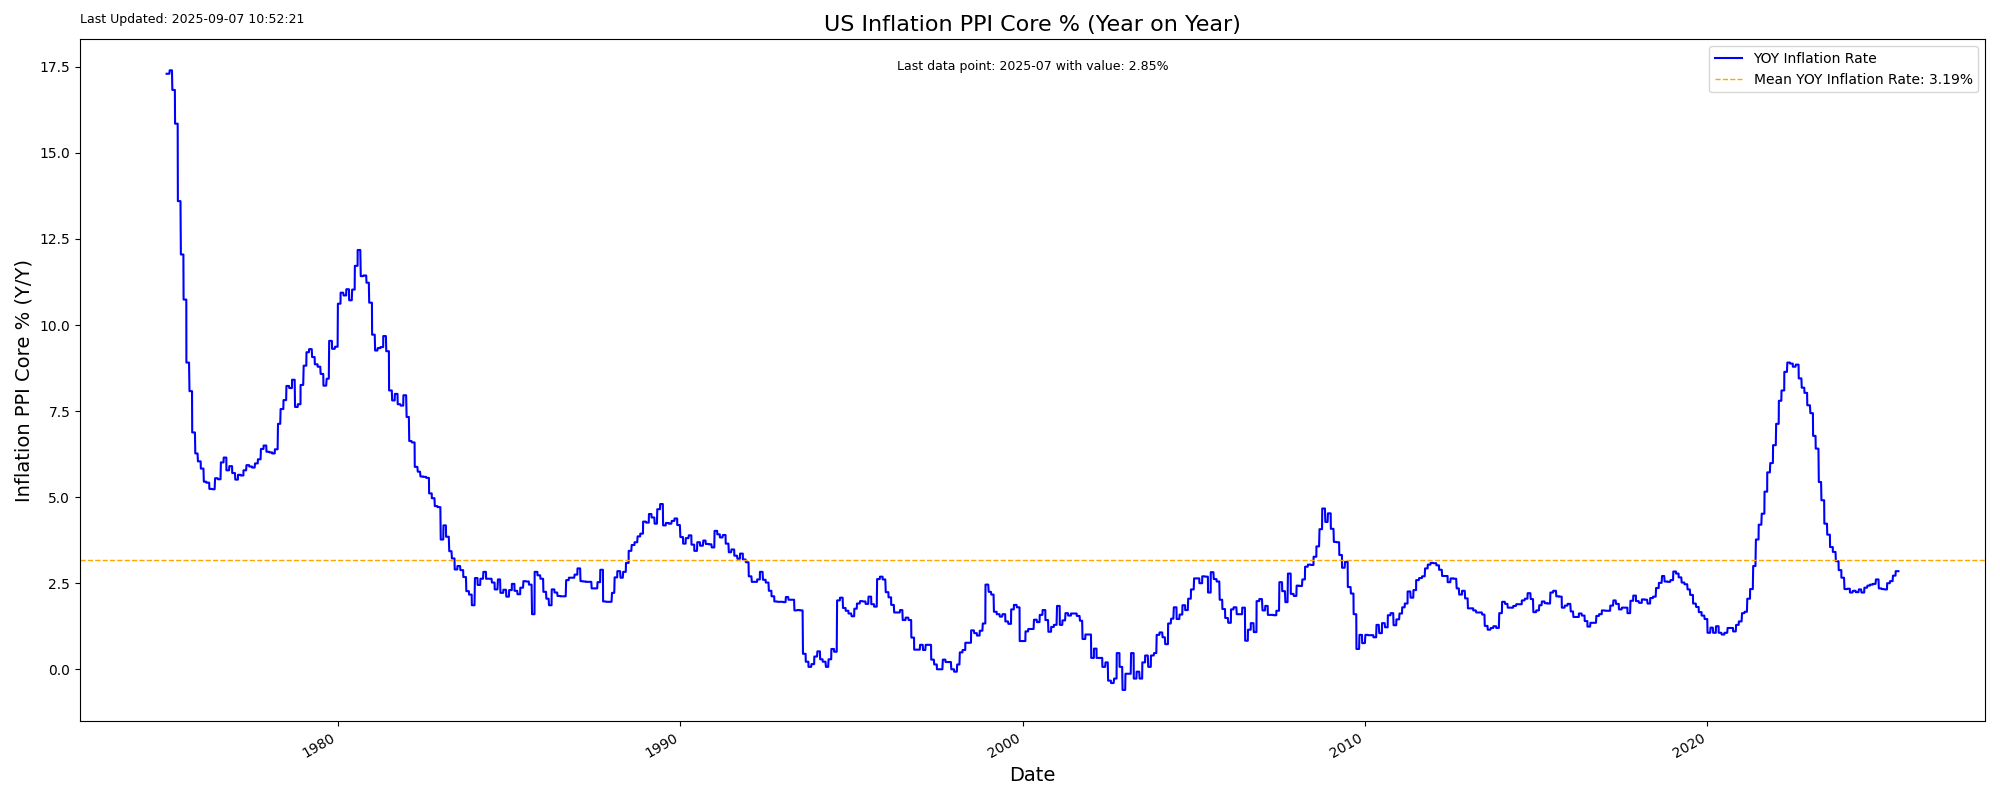 Last Updated: 2025-09-07 10:52:21
US Inflation PPI Core % (Year on Year)
Last data point: 2025-07 with value: 2.85%
YOY Inflation Rate
Mean YOY Inflation Rate: 3.19%
Inflation PPI Core % (Y/Y)
17.5
15.0
12.5
10.0
7.5
5.0
2.5
0.0
1980
1990
2000
2010
2020
Date